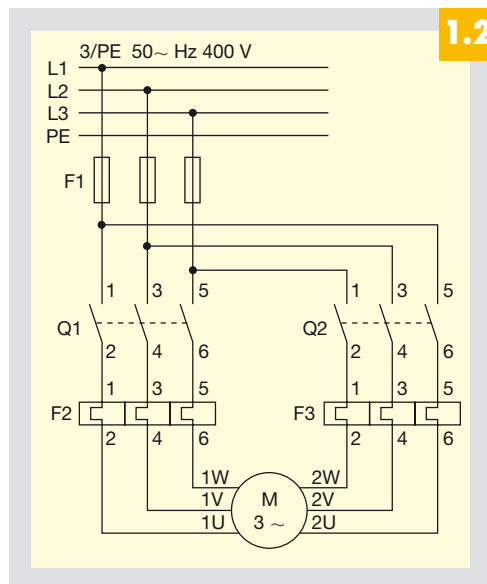 1.2
3/PE 50~ Hz 400 V
L1
L2
L3
PE
F1
1 3 5 1 3 5
Q1 Q2
2 4 6 2 4 6
1 3 5 1 3 5
F2 F3
2 4 6 2 4 6
1W 2W
1V M 2V
1U 3 ~ 2U